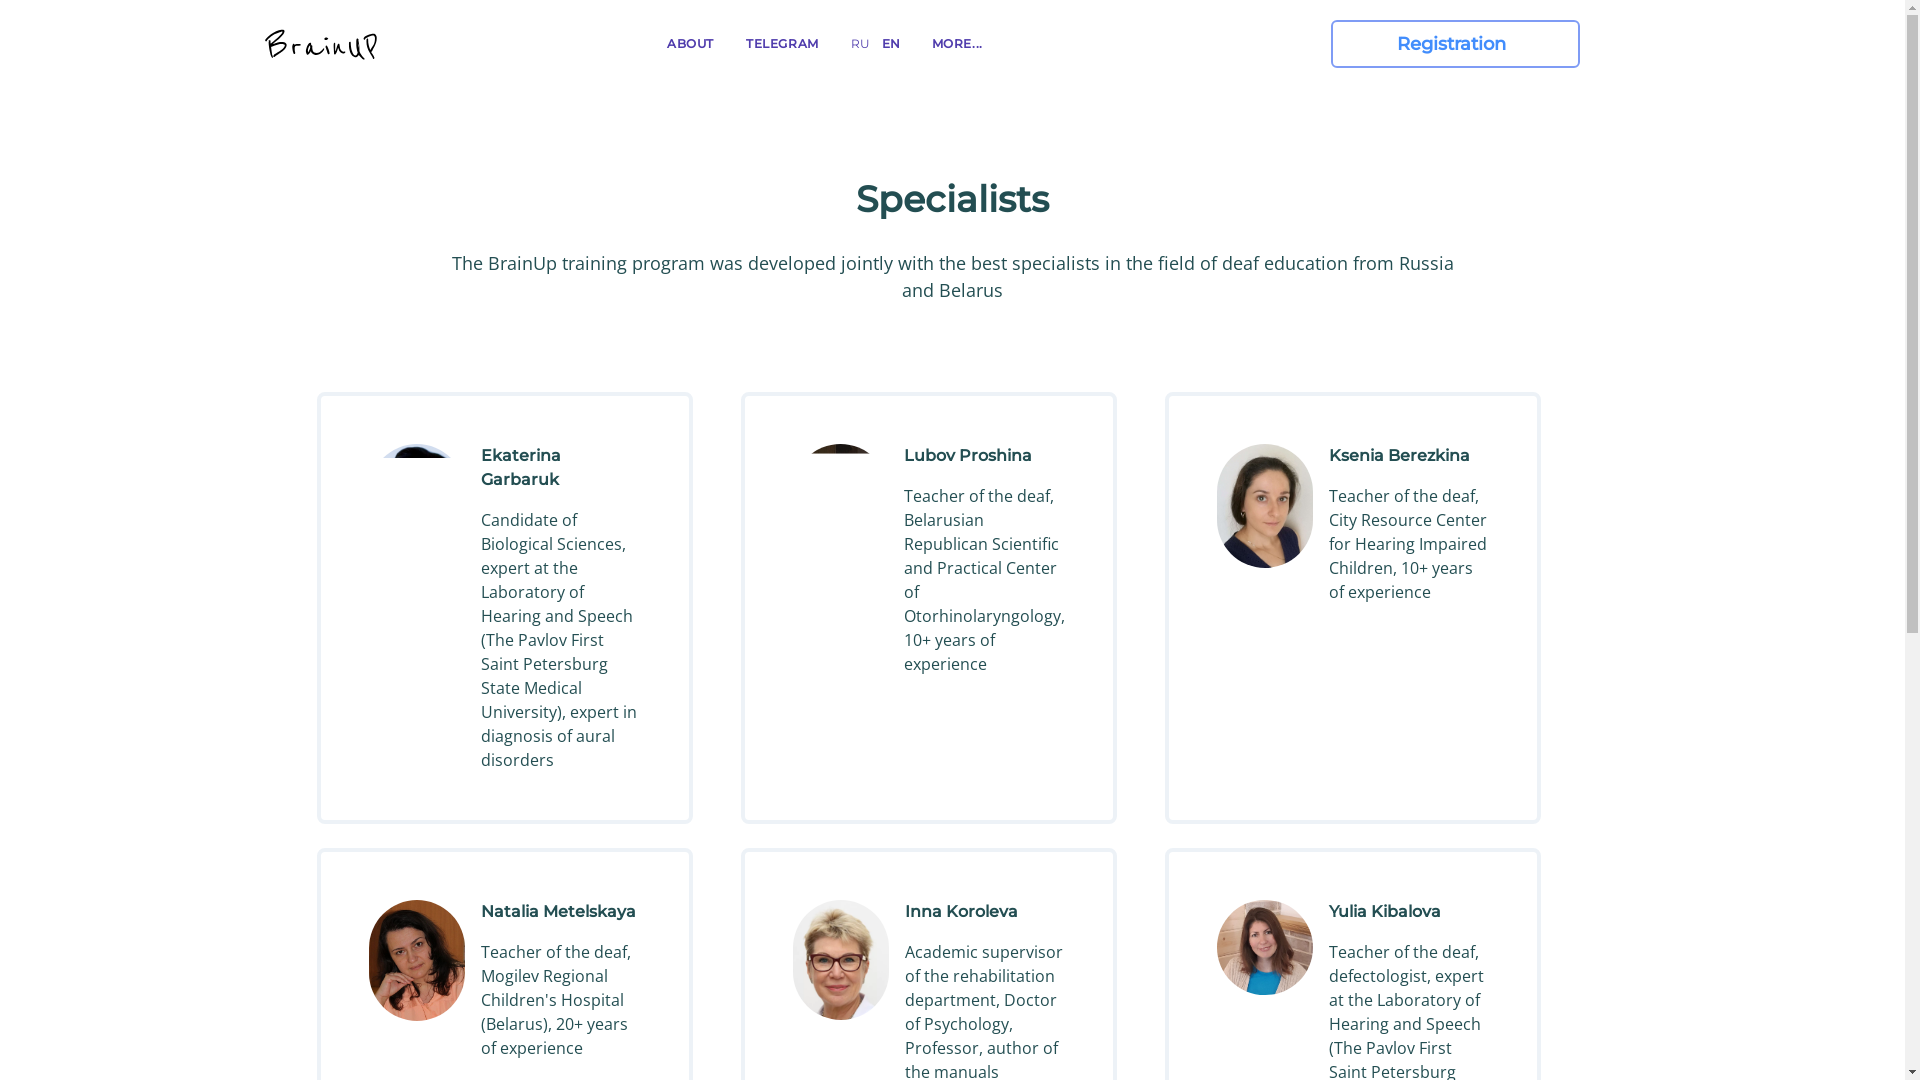 BrainUP
ABOUT
TELEGRAM
RU
EN
MORE...
Registration
Specialists
The BrainUp training program was developed jointly with the best specialists in the field of deaf education from Russia
and Belarus
Ekaterina
Garbaruk
Candidate of
Biological Sciences,
expert at the
Laboratory of
Hearing and Speech
(The Pavlov First
Saint Petersburg
State Medical
University), expert in
diagnosis of aural
disorders
Lubov Proshina
Teacher of the deaf,
Belarusian
Republican Scientific
and Practical Center
of
Otorhinolaryngology,
10+ years of
experience
Ksenia Berezkina
Teacher of the deaf,
City Resource Center
for Hearing Impaired
Children, 10+ years
of experience
Natalia Metelskaya
Teacher of the deaf,
Mogilev Regional
Children's Hospital
(Belarus), 20+ years
of experience
Inna Koroleva
Academic supervisor
of the rehabilitation
department, Doctor
of Psychology,
Professor, author of
the manuals
Yulia Kibalova
Teacher of the deaf,
defectologist, expert
at the Laboratory of
Hearing and Speech
(The Pavlov First
Saint Petersburg